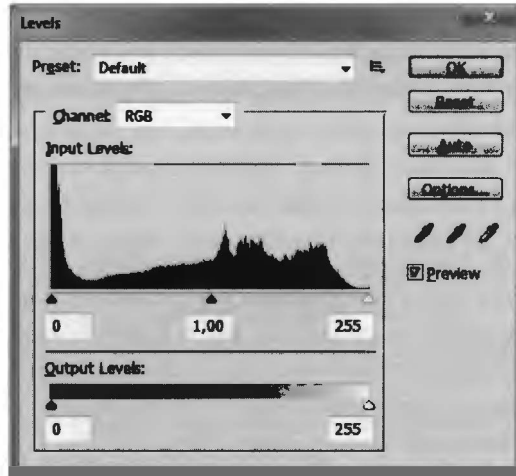 Levels
Preset: Default
OK
Reset
Channel: RGB
Auto
Input Levels:
Options...
Preview
0 1,00 255
Output Levels:
0 255